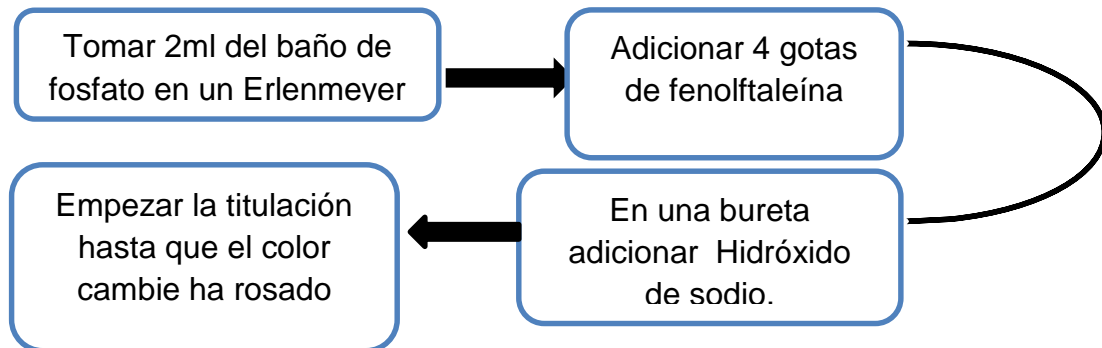 Tomar 2ml del baño de
fosfato en un Erlenmeyer
Adicionar 4 gotas
de fenolftaleína
En una bureta
adicionar Hidróxido
de sodio.
Empezar la titulación
hasta que el color
cambie ha rosado